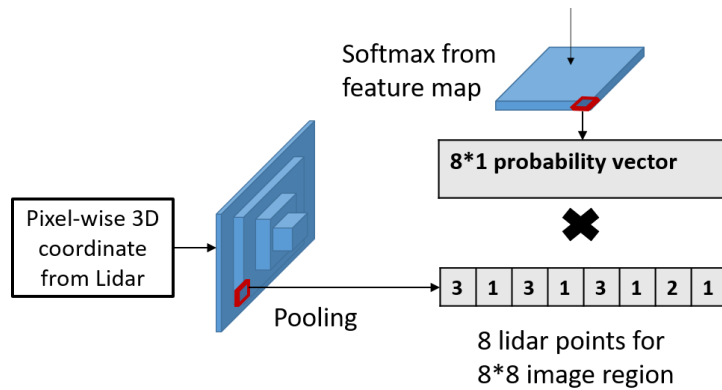 Softmax from
feature map
8*1 probability vector
Pixel-wise 3D
coordinate
from Lidar
Pooling
3 1 3 1 3 1 2 1
8 lidar points for
8*8 image region